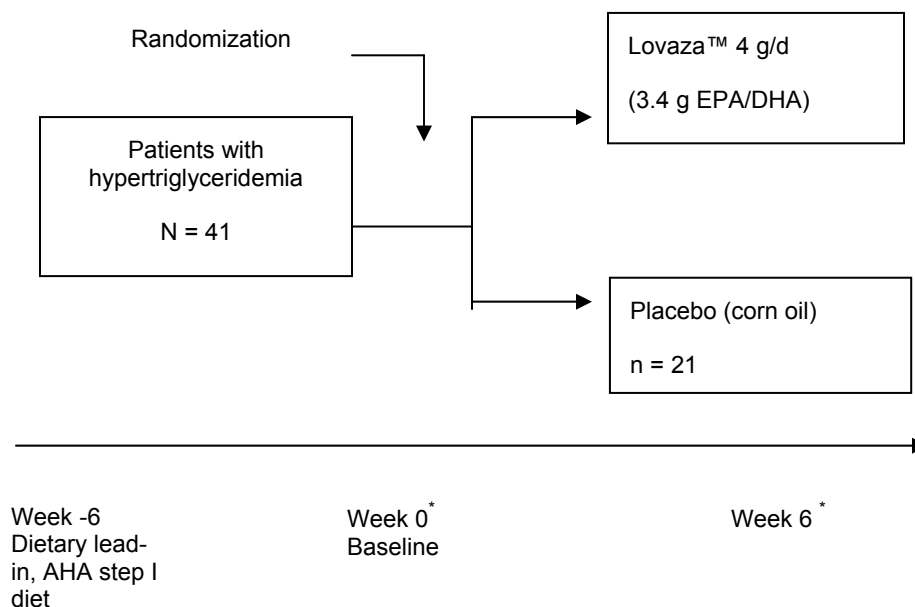 Randomization
Lovaza™ 4 g/d
(3.4 g EPA/DHA)
Patients with
hypertriglyceridemia
N = 41
Placebo (corn oil)
n = 21
Week -6
Dietary lead-
in, AHA step I
diet
Week 0*
Baseline
Week 6 *